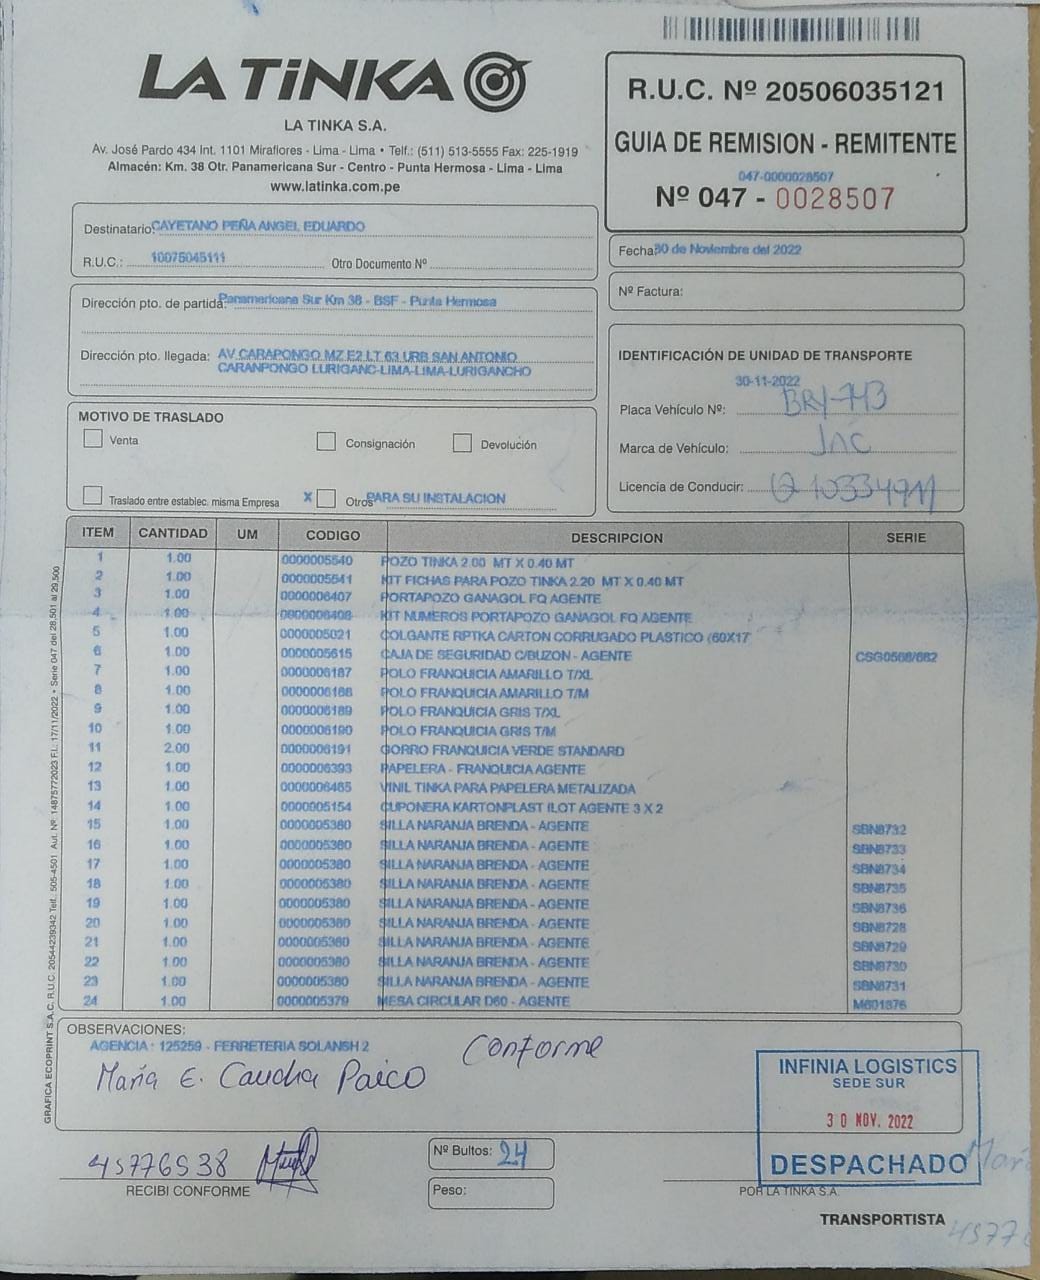 LA TiNKA
LA TINKA S.A.
Av. José Pardo 434 Int. 1101 Miraflores - Lima - Lima • Telf.: (511) 513-5555 Fax: 225-1919
Almacén: Km. 38 Otr. Panamericana Sur - Centro - Punta Hermosa - Lima - Lima
www.latinka.com.pe
R.U.C. Nº 20506035121
GUIA DE REMISION - REMITENTE
047-0000028507
Nº 047 - 0028507
Destinatario: CAYETANO PEÑA ANGEL EDUARDO
R.U.C.: 10075045111 Otro Documento Nº
Fecha: 30 de Noviembre del 2022
Nº Factura:
Dirección pto. de partida: Panamericana Sur Km 38 - BSF - Punta Hermosa
Dirección pto. llegada: AV CARAPONGO MZ E2 LT 63 URB SAN ANTONIO
CARANPONGO LURIGANC-LIMA-LIMA-LURIGANCHO
IDENTIFICACIÓN DE UNIDAD DE TRANSPORTE
30-11-2022
Placa Vehículo Nº: BRY-743
Marca de Vehículo: JAC
Licencia de Conducir: Q10334911
MOTIVO DE TRASLADO
Venta Consignación Devolución
Traslado entre establec. misma Empresa X Otros PARA SU INSTALACION
ITEM CANTIDAD UM CODIGO DESCRIPCION SERIE
1 1.00 0000005540 POZO TINKA 2.00 MT X 0.40 MT
2 1.00 0000005541 KIT FICHAS PARA POZO TINKA 2.20 MT X 0.40 MT
3 1.00 0000006407 PORTAPOZO GANAGOL FQ AGENTE
4 1.00 0000006408 KIT NUMEROS PORTAPOZO GANAGOL FQ AGENTE
5 1.00 0000005021 COLGANTE RPTKA CARTON CORRUGADO PLASTICO (60X17
6 1.00 0000005615 CAJA DE SEGURIDAD C/BUZON - AGENTE CSG0568/682
7 1.00 0000006187 POLO FRANQUICIA AMARILLO T/XL
8 1.00 0000006188 POLO FRANQUICIA AMARILLO T/M
9 1.00 0000006189 POLO FRANQUICIA GRIS T/XL
10 1.00 0000006190 POLO FRANQUICIA GRIS T/M
11 2.00 0000006191 GORRO FRANQUICIA VERDE STANDARD
12 1.00 0000006393 PAPELERA - FRANQUICIA AGENTE
13 1.00 0000006465 VINIL TINKA PARA PAPELERA METALIZADA
14 1.00 0000005154 CUPONERA KARTONPLAST ILOT AGENTE 3 X 2
15 1.00 0000005380 SILLA NARANJA BRENDA - AGENTE SBN8732
16 1.00 0000005380 SILLA NARANJA BRENDA - AGENTE SBN8733
17 1.00 0000005380 SILLA NARANJA BRENDA - AGENTE SBN8734
18 1.00 0000005380 SILLA NARANJA BRENDA - AGENTE SBN8735
19 1.00 0000005380 SILLA NARANJA BRENDA - AGENTE SBN8736
20 1.00 0000005380 SILLA NARANJA BRENDA - AGENTE SBN8728
21 1.00 0000005380 SILLA NARANJA BRENDA - AGENTE SBN8729
22 1.00 0000005380 SILLA NARANJA BRENDA - AGENTE SBN8730
23 1.00 0000005380 SILLA NARANJA BRENDA - AGENTE SBN8731
24 1.00 0000005379 MESA CIRCULAR D60 - AGENTE M601376
GRAFICA ECOPRINT S.A.C. R.U.C. 20544239342 Telf.: 505-4501 Aut. Nº. 14875772023 F.I.: 17/11/2022 • Serie 047 del 28,501 al 29,500
OBSERVACIONES:
AGENCIA : 125259 - FERRETERIA SOLANSH 2
Conforme
María E. Caucha Paico
INFINIA LOGISTICS
SEDE SUR
30 NOV. 2022
DESPACHADO
45776538
RECIBI CONFORME
Nº Bultos: 24
Peso:
POR LA TINKA S.A.
TRANSPORTISTA